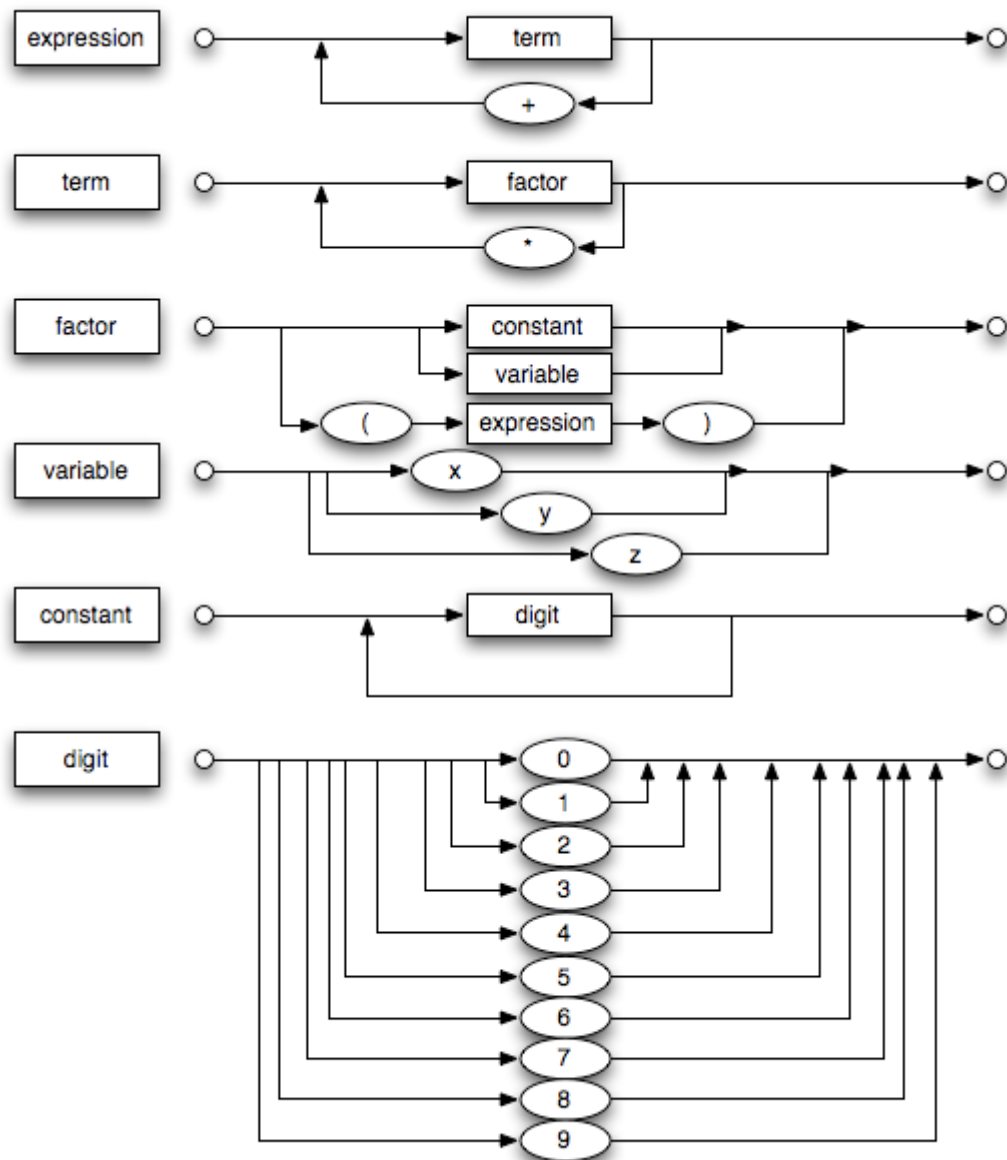 expression term
+
term factor
*
factor constant
variable
( expression )
variable x
y
z
constant digit
digit 0
1
2
3
4
5
6
7
8
9